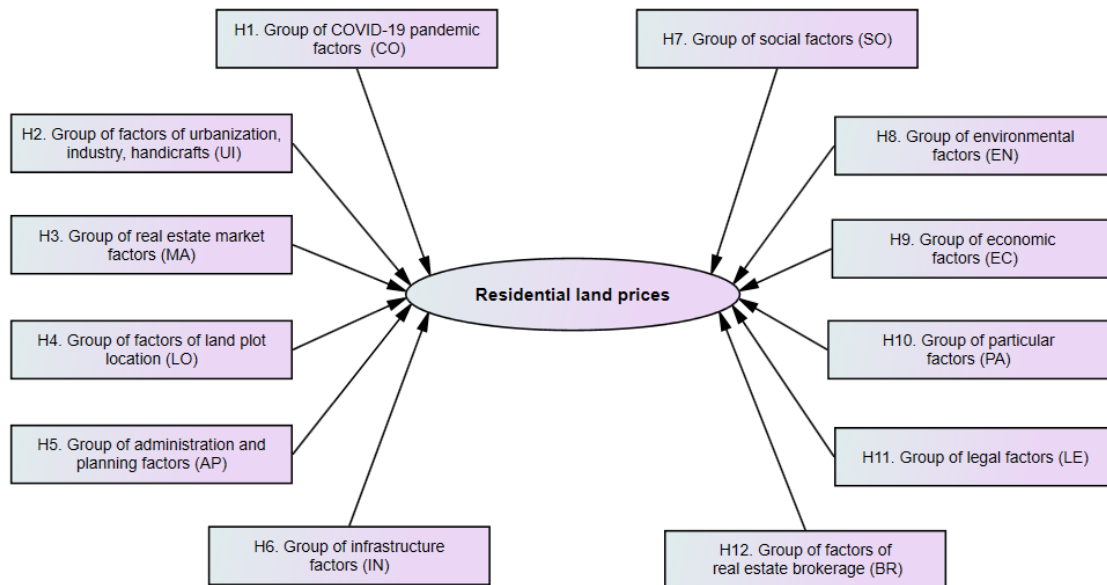 H1. Group of COVID-19 pandemic
factors (CO)
H7. Group of social factors (SO)
H2. Group of factors of urbanization,
industry, handicrafts (UI)
H8. Group of environmental
factors (EN)
H3. Group of real estate market
factors (MA)
H9. Group of economic
factors (EC)
Residential land prices
H4. Group of factors of land plot
location (LO)
H10. Group of particular
factors (PA)
H5. Group of administration and
planning factors (AP)
H11. Group of legal factors (LE)
H6. Group of infrastructure
factors (IN)
H12. Group of factors of
real estate brokerage (BR)